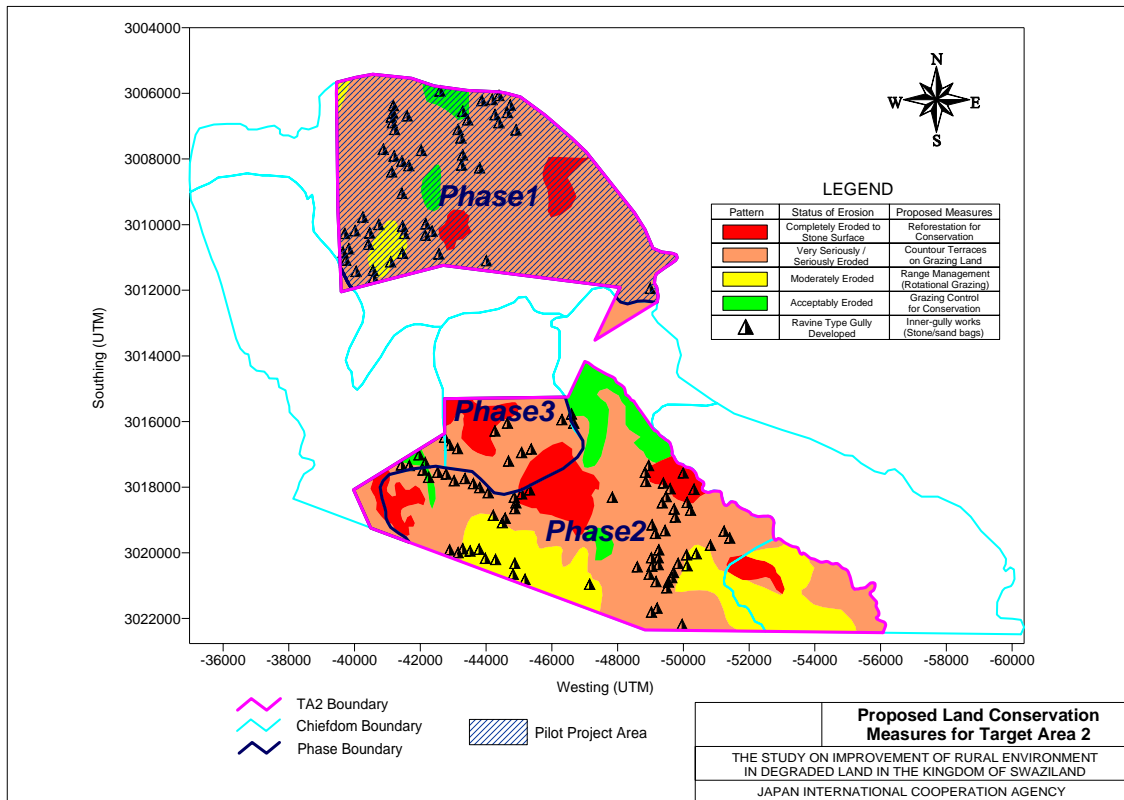 3004000
3006000
3008000
3010000
3012000
3014000
3016000
3018000
3020000
3022000
Southing (UTM)
-36000 -38000 -40000 -42000 -44000 -46000 -48000 -50000 -52000 -54000 -56000 -58000 -60000
Westing (UTM)
N
W E
S
Phase1
Phase3
Phase2
LEGEND
Pattern Status of Erosion Proposed Measures
Completely Eroded to Reforestation for
Stone Surface Conservation
Very Seriously / Countour Terraces
Seriously Eroded on Grazing Land
Moderately Eroded Range Management
(Rotational Grazing)
Acceptably Eroded Grazing Control
for Conservation
Ravine Type Gully Inner-gully works
Developed (Stone/sand bags)
TA2 Boundary
Chiefdom Boundary
Phase Boundary
Pilot Project Area
Proposed Land Conservation
Measures for Target Area 2
THE STUDY ON IMPROVEMENT OF RURAL ENVIRONMENT
IN DEGRADED LAND IN THE KINGDOM OF SWAZILAND
JAPAN INTERNATIONAL COOPERATION AGENCY